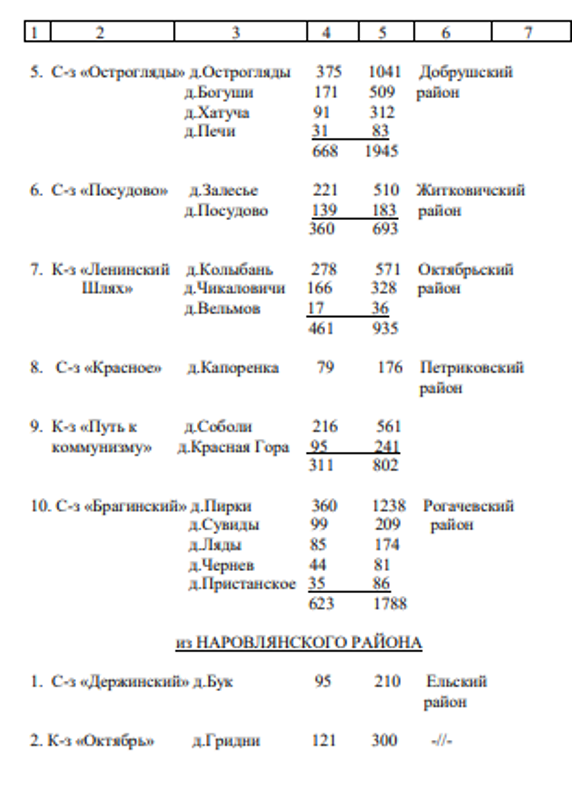 1 2 3 4 5 6 7
5. С-з «Острогляды» д.Острогляды 375 1041 Добрушский
д.Богуши 171 509 район
д.Хатуча 91 312
д.Печи 31 83
668 1945
6. С-з «Посудово» д.Залесье 221 510 Житковичский
д.Посудово 139 183 район
360 693
7. К-з «Ленинский д.Колыбань 278 571 Октябрьский
Шлях» д.Чикаловичи 166 328 район
д.Вельмов 17 36
461 935
8. С-з «Красное» д.Капоренка 79 176 Петриковский
район
9. К-з «Путь к д.Соболи 216 561
коммунизму» д.Красная Гора 95 241
311 802
10. С-з «Брагинский» д.Пирки 360 1238 Рогачевский
д.Сувиды 99 209 район
д.Ляды 85 174
д.Чернев 44 81
д.Пристанское 35 86
623 1788
из НАРОВЛЯНСКОГО РАЙОНА
1. С-з «Держинский» д.Бук 95 210 Ельский
район
2. К-з «Октябрь» д.Гридни 121 300 -//-